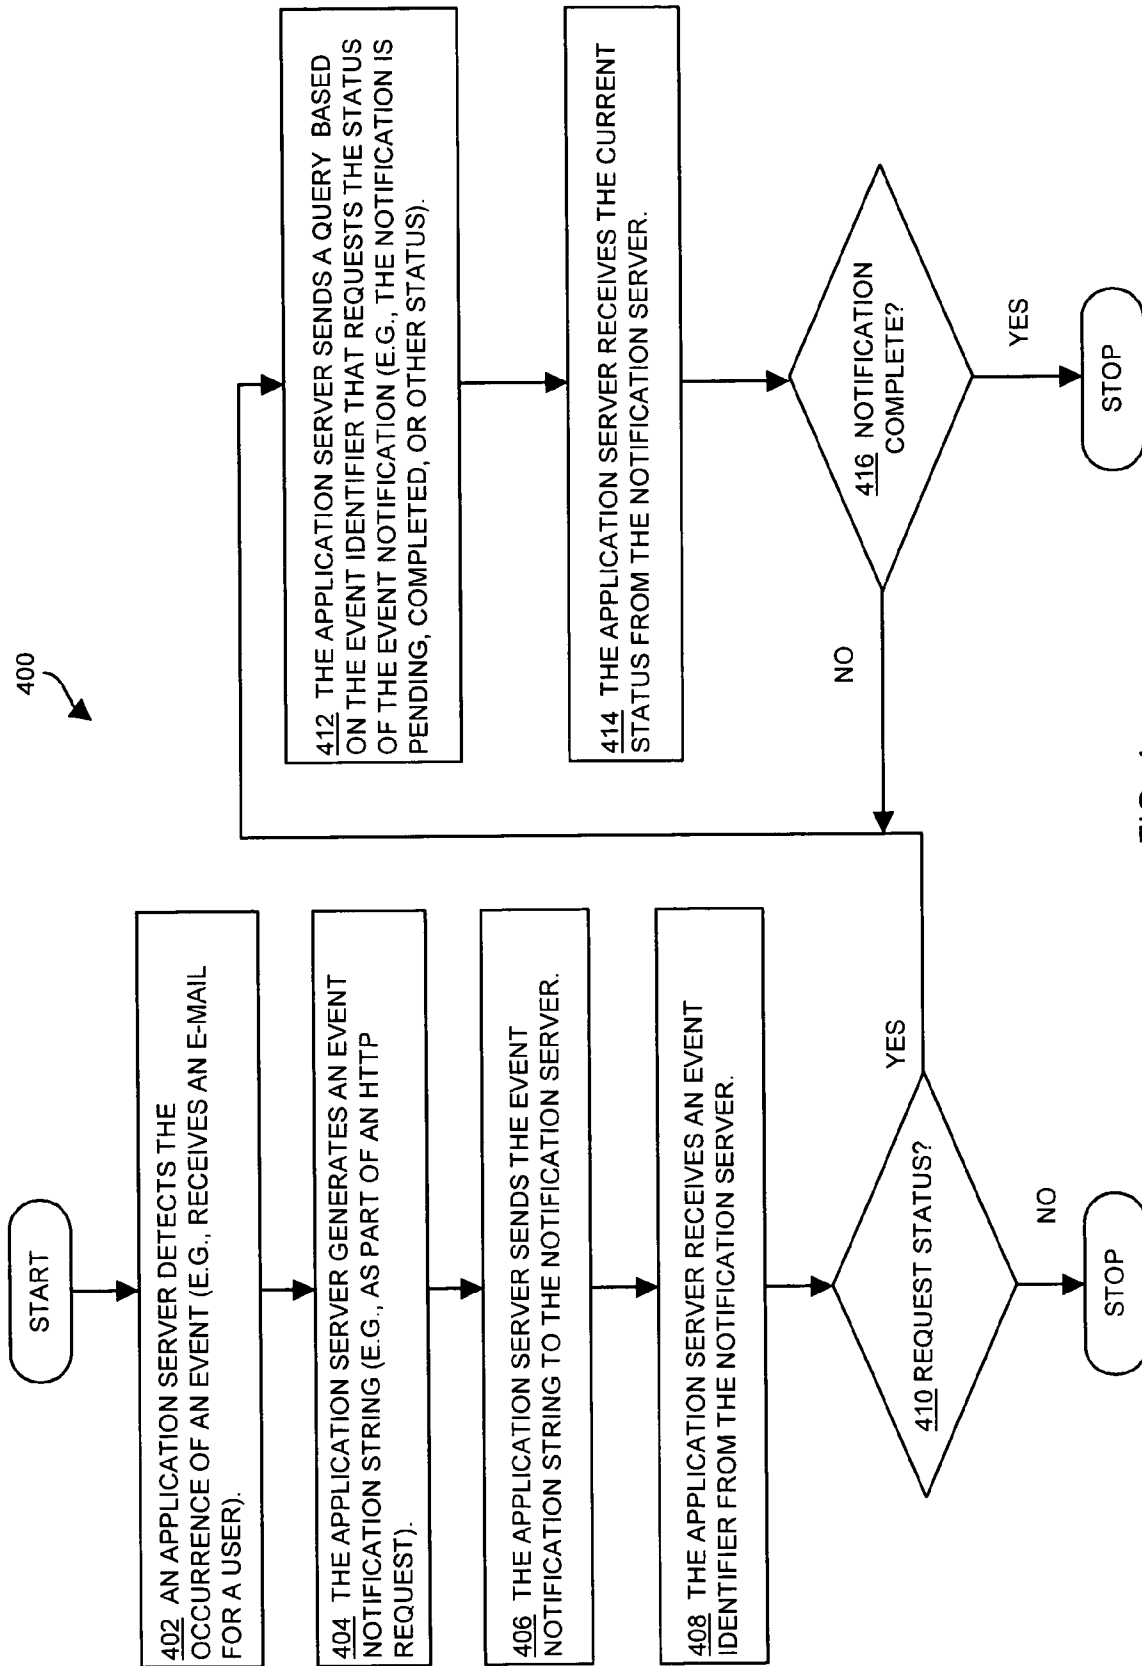 400
START
402 AN APPLICATION SERVER DETECTS THE
OCCURRENCE OF AN EVENT (E.G., RECEIVES AN E-MAIL
FOR A USER).
404 THE APPLICATION SERVER GENERATES AN EVENT
NOTIFICATION STRING (E.G., AS PART OF AN HTTP
REQUEST).
406 THE APPLICATION SERVER SENDS THE EVENT
NOTIFICATION STRING TO THE NOTIFICATION SERVER.
408 THE APPLICATION SERVER RECEIVES AN EVENT
IDENTIFIER FROM THE NOTIFICATION SERVER.
410 REQUEST STATUS?
YES
NO
STOP
412 THE APPLICATION SERVER SENDS A QUERY BASED
ON THE EVENT IDENTIFIER THAT REQUESTS THE STATUS
OF THE EVENT NOTIFICATION (E.G., THE NOTIFICATION IS
PENDING, COMPLETED, OR OTHER STATUS).
414 THE APPLICATION SERVER RECEIVES THE CURRENT
STATUS FROM THE NOTIFICATION SERVER.
416 NOTIFICATION
COMPLETE?
NO
YES
STOP